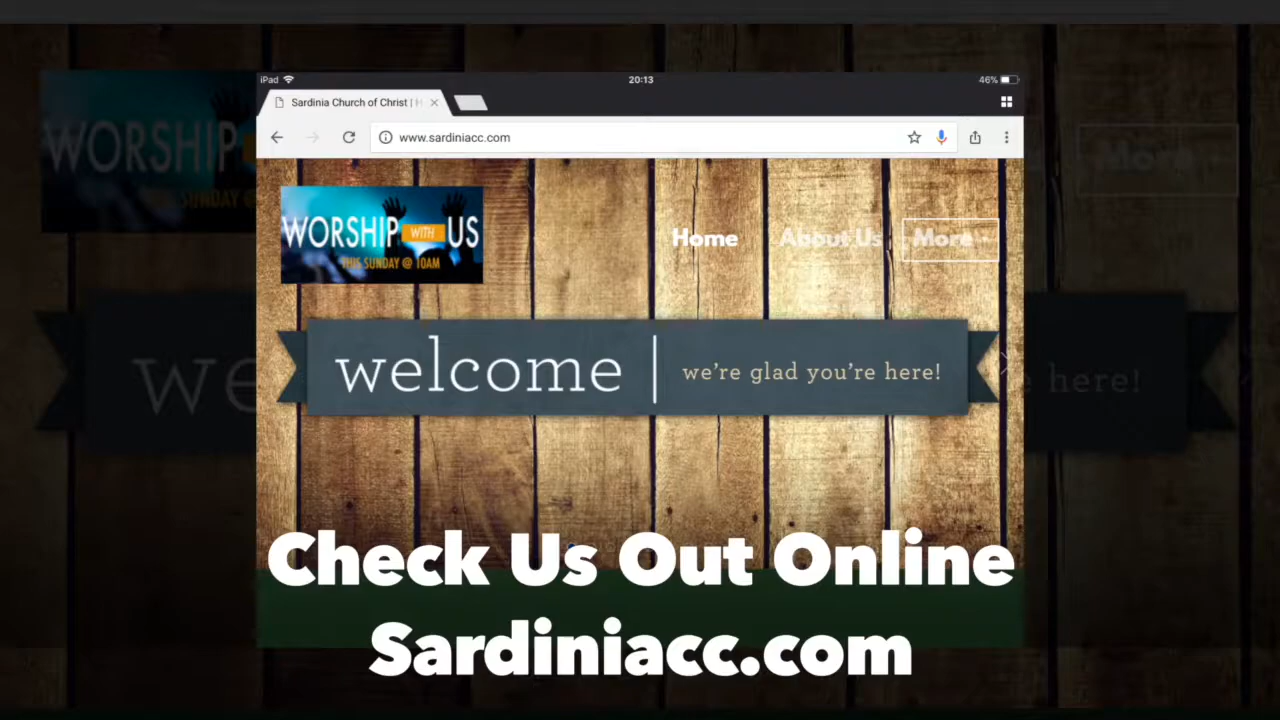 iPad 20:13 46%
Sardinia Church of Christ | H
www.sardiniacc.com
WORSHIP WITH US
THIS SUNDAY @ 10AM
Home About Us More
welcome | we're glad you're here!
Check Us Out Online
Sardiniacc.com